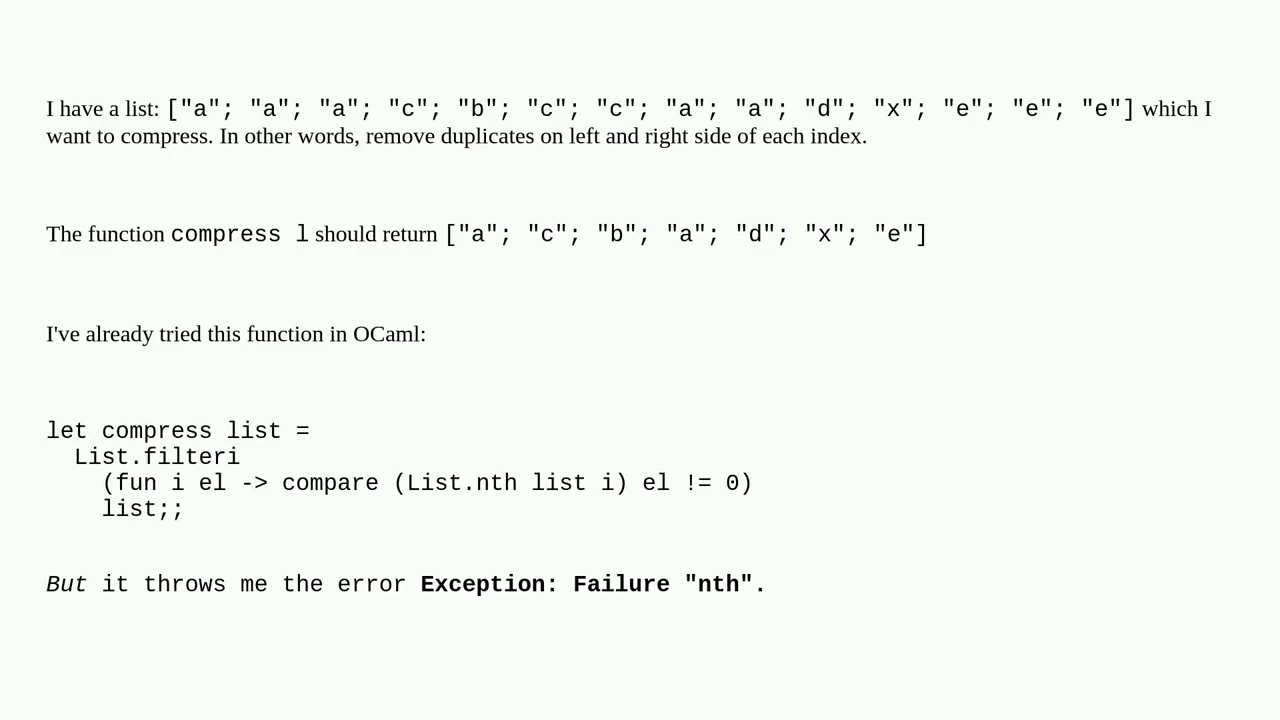 I have a list: ["a"; "a"; "a"; "c"; "b"; "c"; "c"; "a"; "a"; "d"; "x"; "e"; "e"; "e"] which I
want to compress. In other words, remove duplicates on left and right side of each index.
The function compress l should return ["a"; "c"; "b"; "a"; "d"; "x"; "e"]
I've already tried this function in OCaml:
let compress list =
  List.filteri
    (fun i el -> compare (List.nth list i) el != 0)
    list;;
But it throws me the error Exception: Failure "nth".